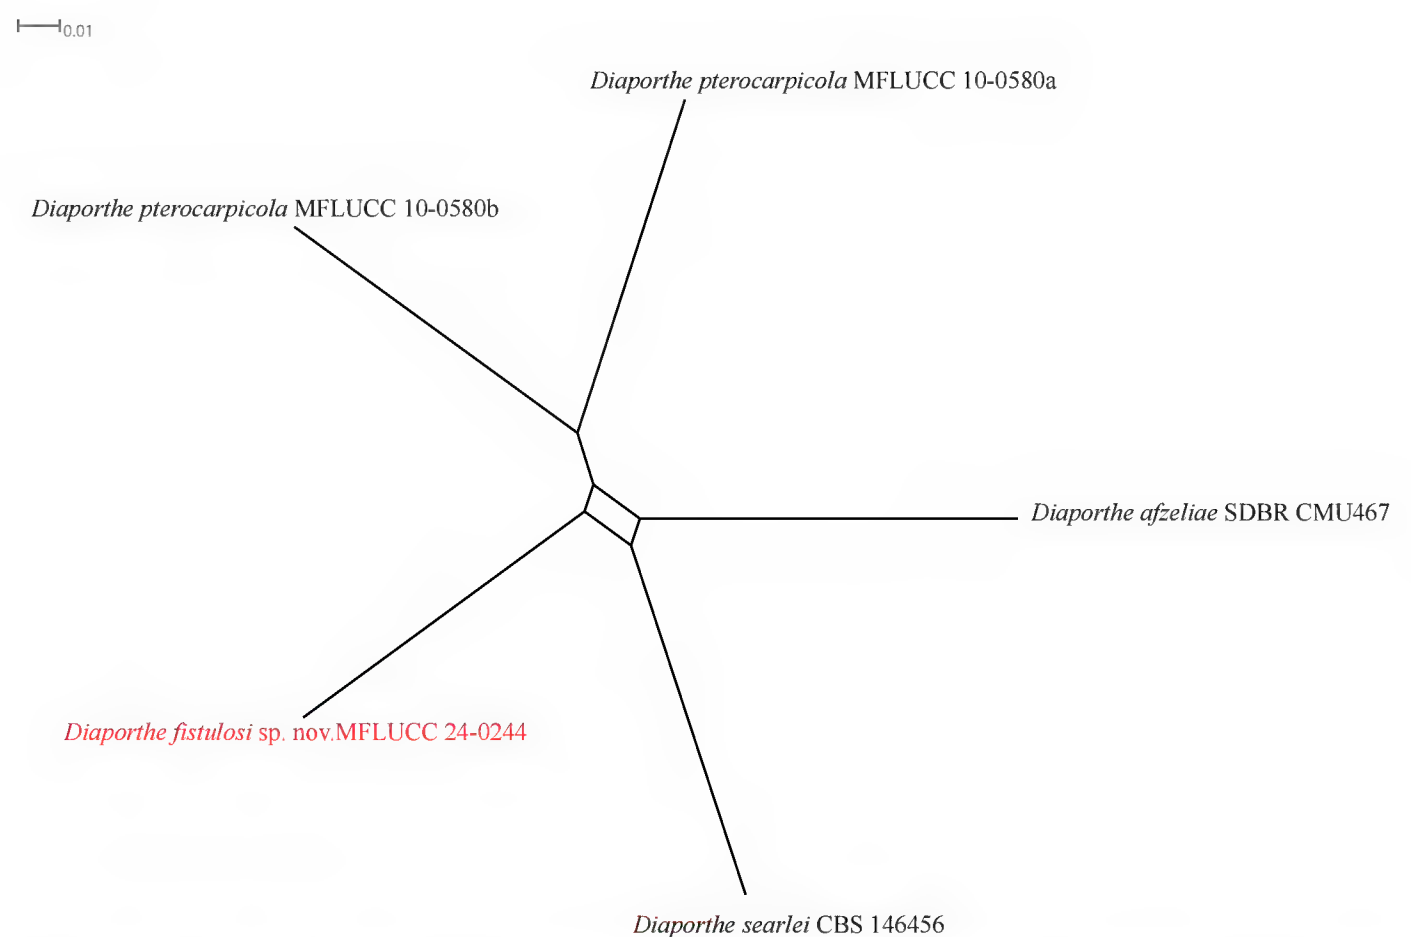 0.01
Diaporthe pterocarpicola MFLUCC 10-0580a
Diaporthe pterocarpicola MFLUCC 10-0580b
Diaporthe afzeliae SDBR CMU467
Diaporthe fistulosi sp. nov.MFLUCC 24-0244
Diaporthe searlei CBS 146456